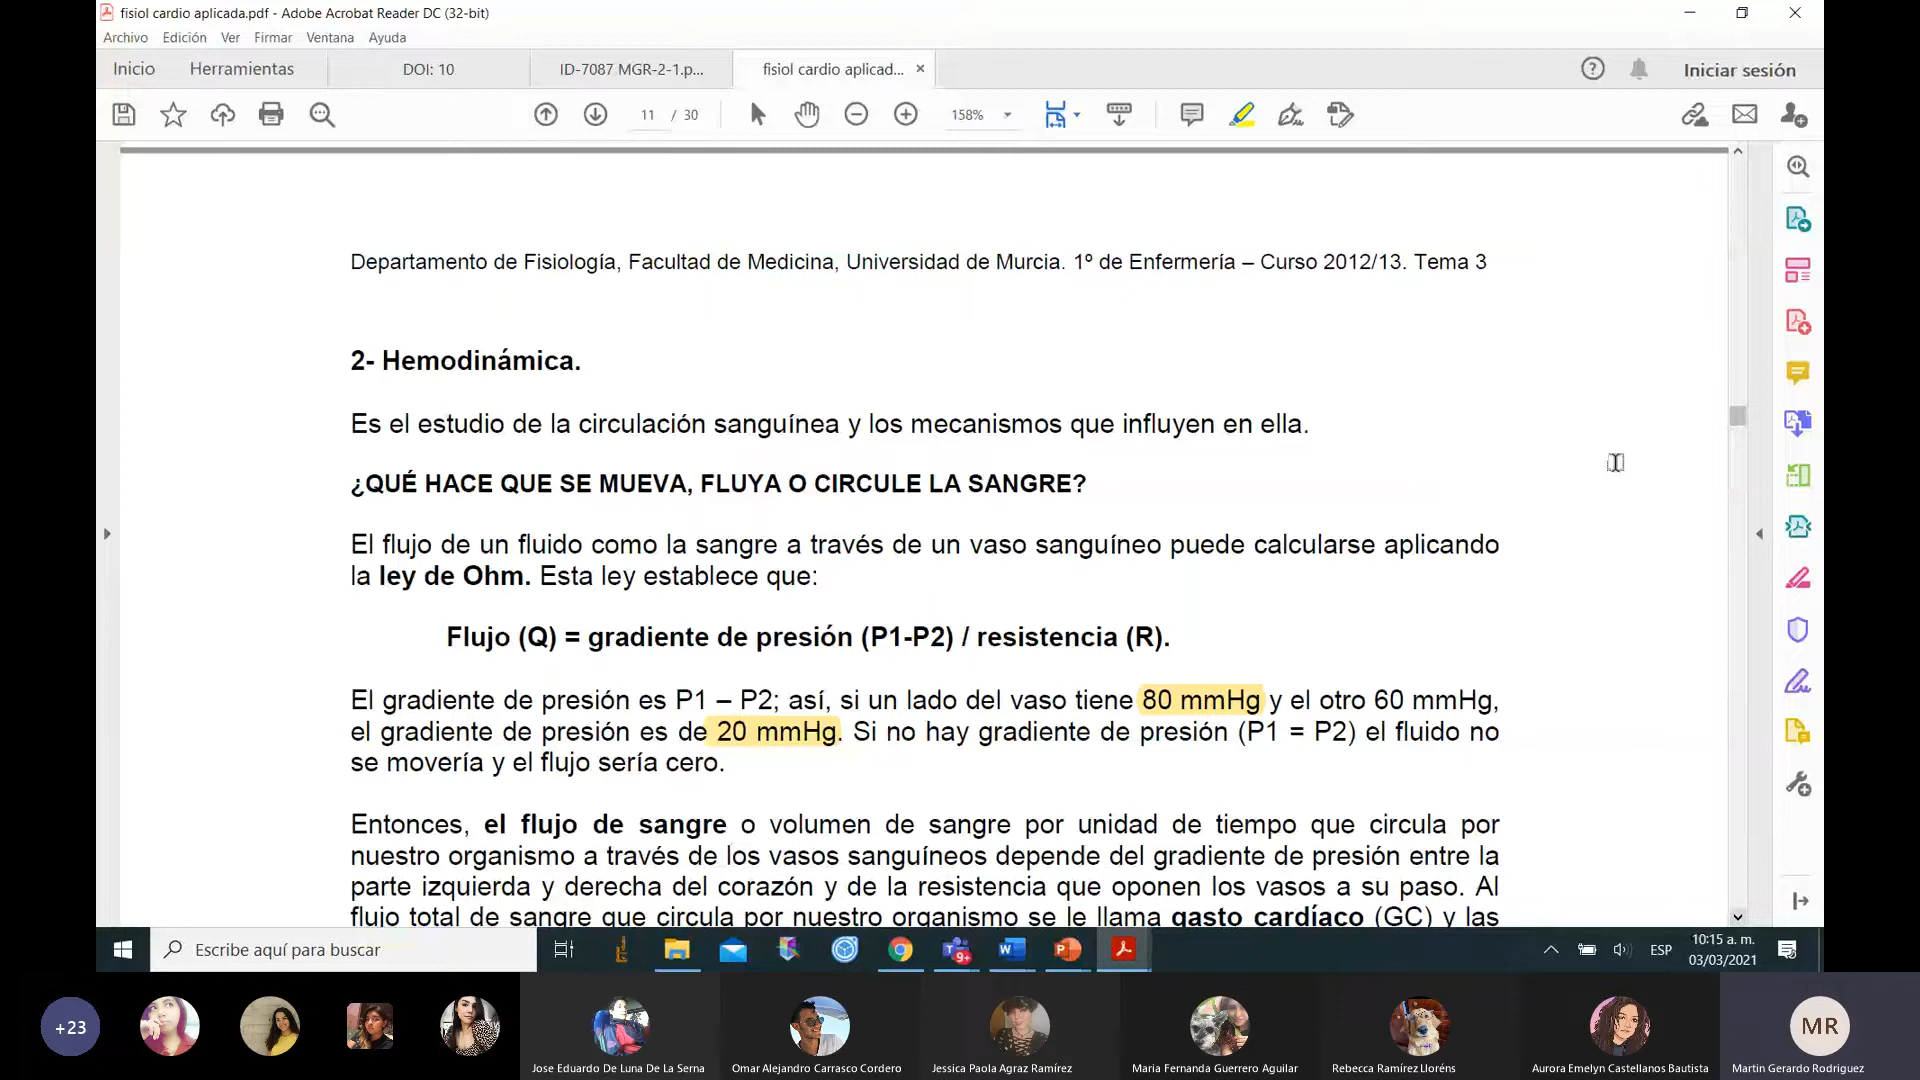 fisiol cardio aplicada.pdf - Adobe Acrobat Reader DC (32-bit)
Archivo Edición Ver Firmar Ventana Ayuda
Inicio Herramientas DOI: 10 ID-7087 MGR-2-1.p... fisiol cardio aplicad... × Iniciar sesión
11 / 30 158%
Departamento de Fisiología, Facultad de Medicina, Universidad de Murcia. 1º de Enfermería – Curso 2012/13. Tema 3
2- Hemodinámica.
Es el estudio de la circulación sanguínea y los mecanismos que influyen en ella.
¿QUÉ HACE QUE SE MUEVA, FLUYA O CIRCULE LA SANGRE?
El flujo de un fluido como la sangre a través de un vaso sanguíneo puede calcularse aplicando
la ley de Ohm. Esta ley establece que:
Flujo (Q) = gradiente de presión (P1-P2) / resistencia (R).
El gradiente de presión es P1 – P2; así, si un lado del vaso tiene 80 mmHg y el otro 60 mmHg,
el gradiente de presión es de 20 mmHg. Si no hay gradiente de presión (P1 = P2) el fluido no
se movería y el flujo sería cero.
Entonces, el flujo de sangre o volumen de sangre por unidad de tiempo que circula por
nuestro organismo a través de los vasos sanguíneos depende del gradiente de presión entre la
parte izquierda y derecha del corazón y de la resistencia que oponen los vasos a su paso. Al
flujo total de sangre que circula por nuestro organismo se le llama gasto cardíaco (GC) y las
Escribe aquí para buscar 9+ ESP 10:15 a. m.
03/03/2021
+23 MR
Jose Eduardo De Luna De La Serna Omar Alejandro Carrasco Cordero Jessica Paola Agraz Ramírez Maria Fernanda Guerrero Aguilar Rebecca Ramírez Lloréns Aurora Emelyn Castellanos Bautista Martin Gerardo Rodriguez